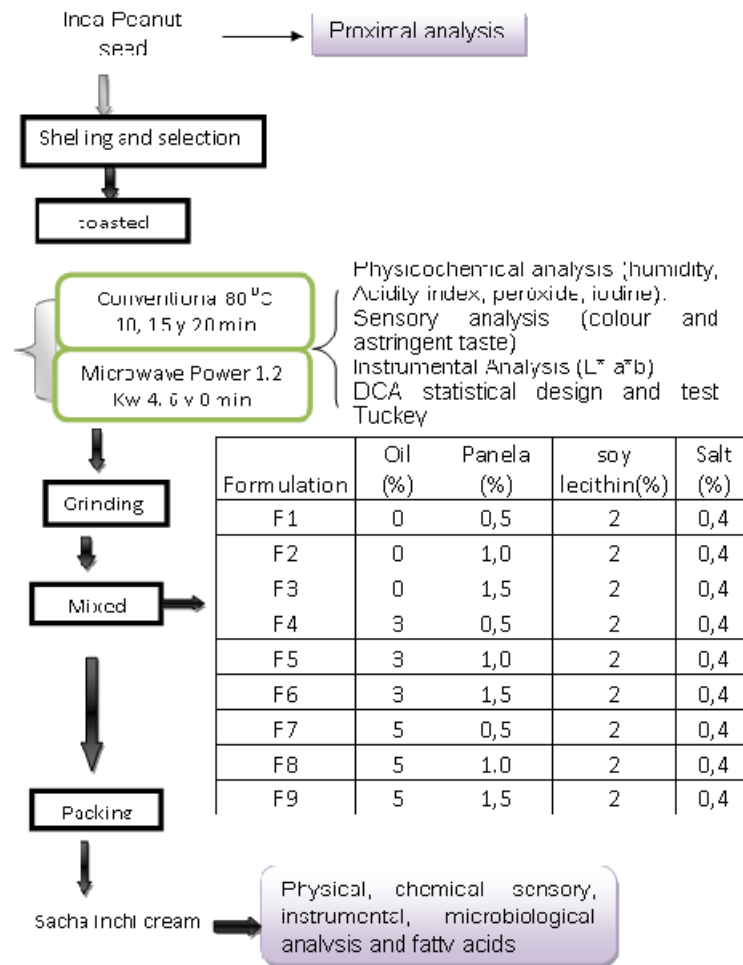 Inca Peanut
seed
Proximal analysis
Shelling and selection
toasted
Conventional 80 °C
10, 15 y 20 min
Microwave Power 1.2
Kw 4, 6 y min
Physicochemical analysis (humidity,
Acidity index, peroxide, iodine).
Sensory analysis (colour and
astringent taste)
Instrumental Analysis (L* a*b)
DCA statistical design and test
Tuckey
Grinding
Mixed
Packing
Formulation Oil (%) Panela (%) soy lecithin(%) Salt (%)
F1 0 0,5 2 0,4
F2 0 1,0 2 0,4
F3 0 1,5 2 0,4
F4 3 0,5 2 0,4
F5 3 1,0 2 0,4
F6 3 1,5 2 0,4
F7 5 0,5 2 0,4
F8 5 1.0 2 0,4
F9 5 1,5 2 0,4
Sacha Inchi cream
Physical, chemical sensory,
instrumental, microbiological
analysis and fatty acids